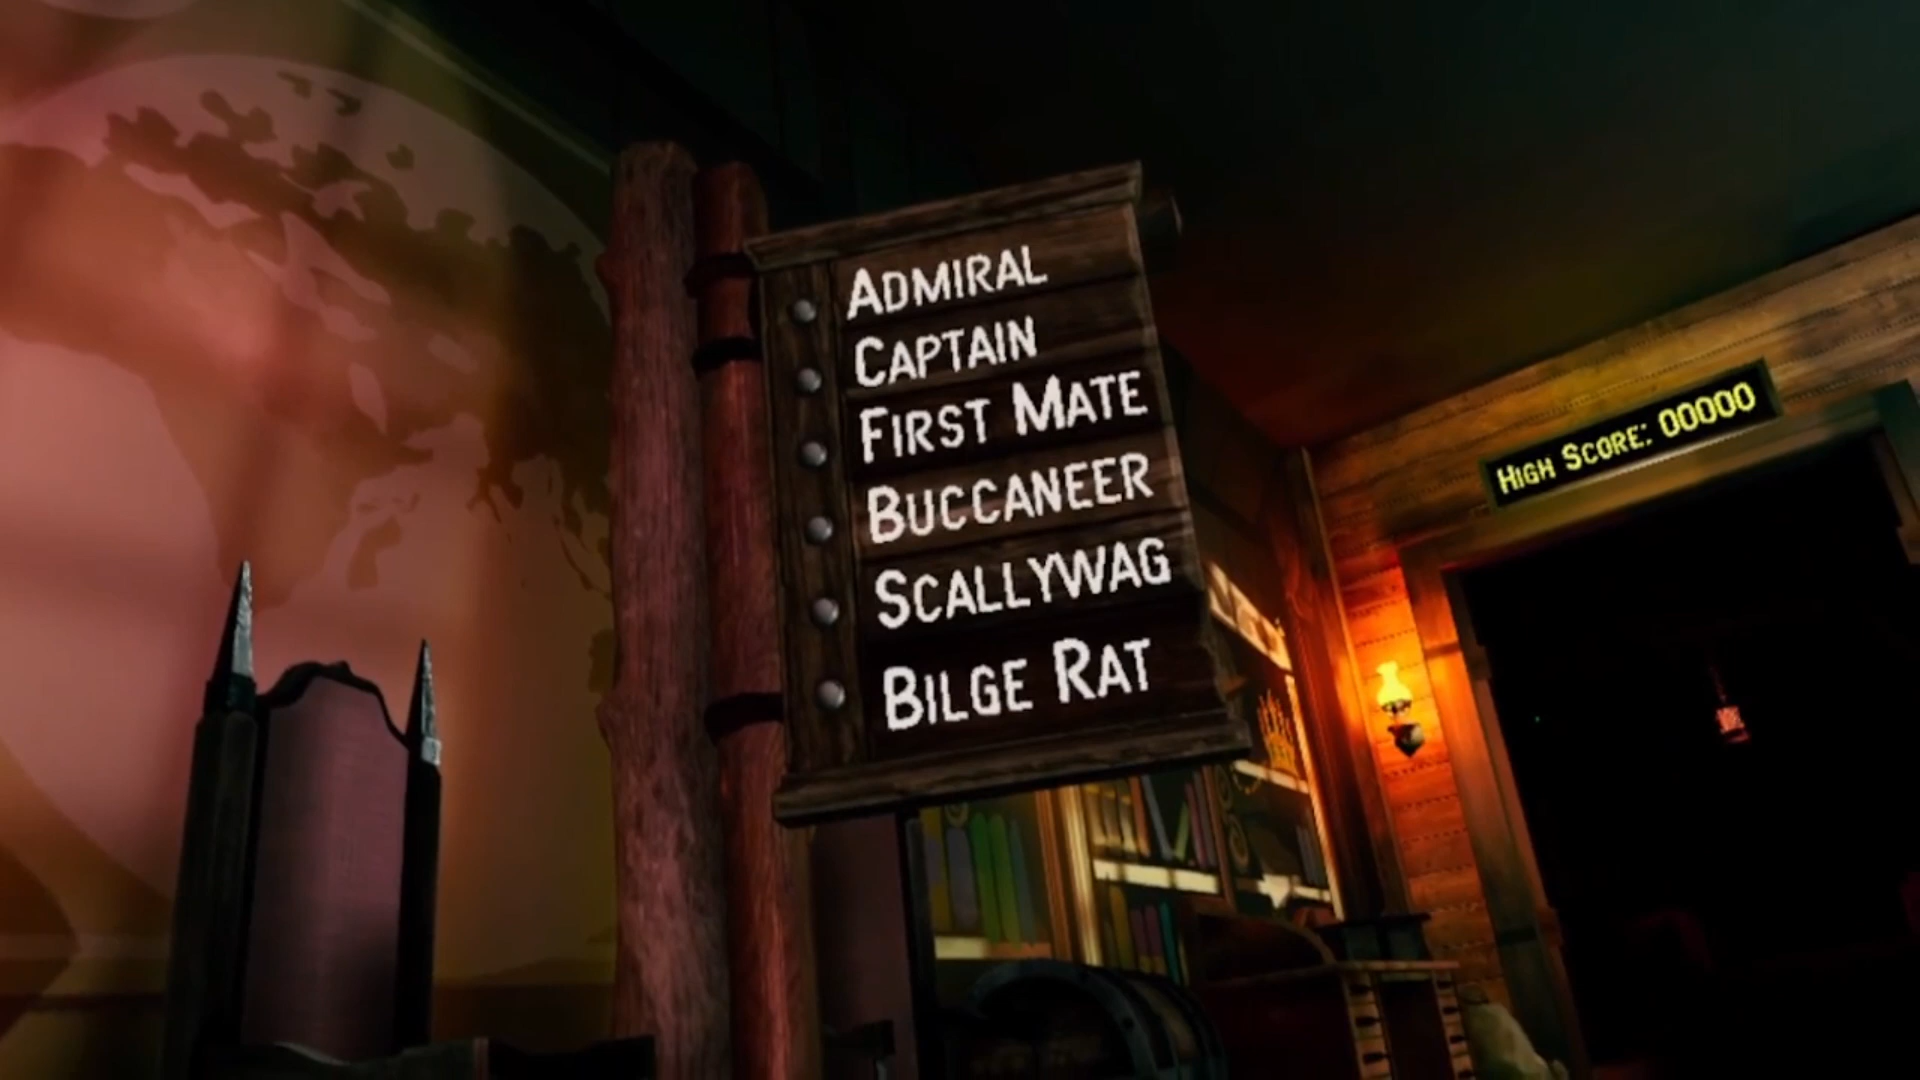 Admiral
Captain
First Mate
Buccaneer
Scallywag
Bilge Rat
High Score: 00000